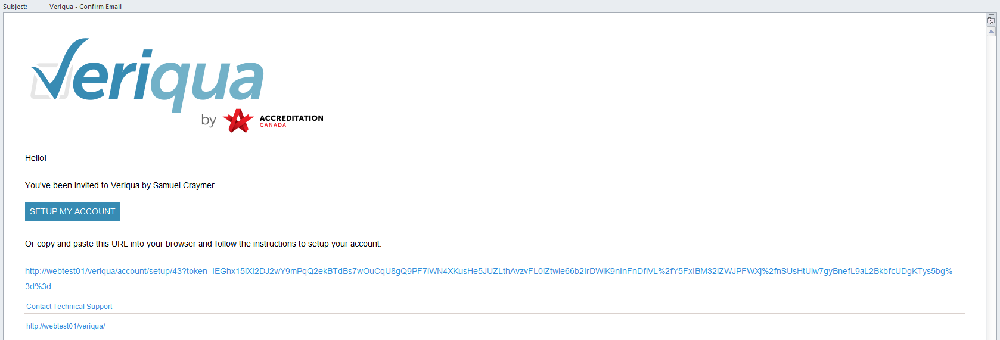 Subject: Veriqua - Confirm Email
Veriqua
by ACCREDITATION
CANADA
Hello!
You've been invited to Veriqua by Samuel Craymer
SETUP MY ACCOUNT
Or copy and paste this URL into your browser and follow the instructions to setup your account:
http://webtest01/veriqua/account/setup/43?token=IEGhx15lXI2DJ2wY9mPqQ2ekBTdBs7wOuCqU8gQ9PF7lWN4XKusHe5JUZLthAvzvFL0IZtwle66b2IrDWlK9nInFnDfiVL%2fY5FxIBM32iZWJPFWXj%2fnSUsHtUlw7gyBnefL9aL2BkbfcUDgKTys5bg%
3d%3d
Contact Technical Support
http://webtest01/veriqua/